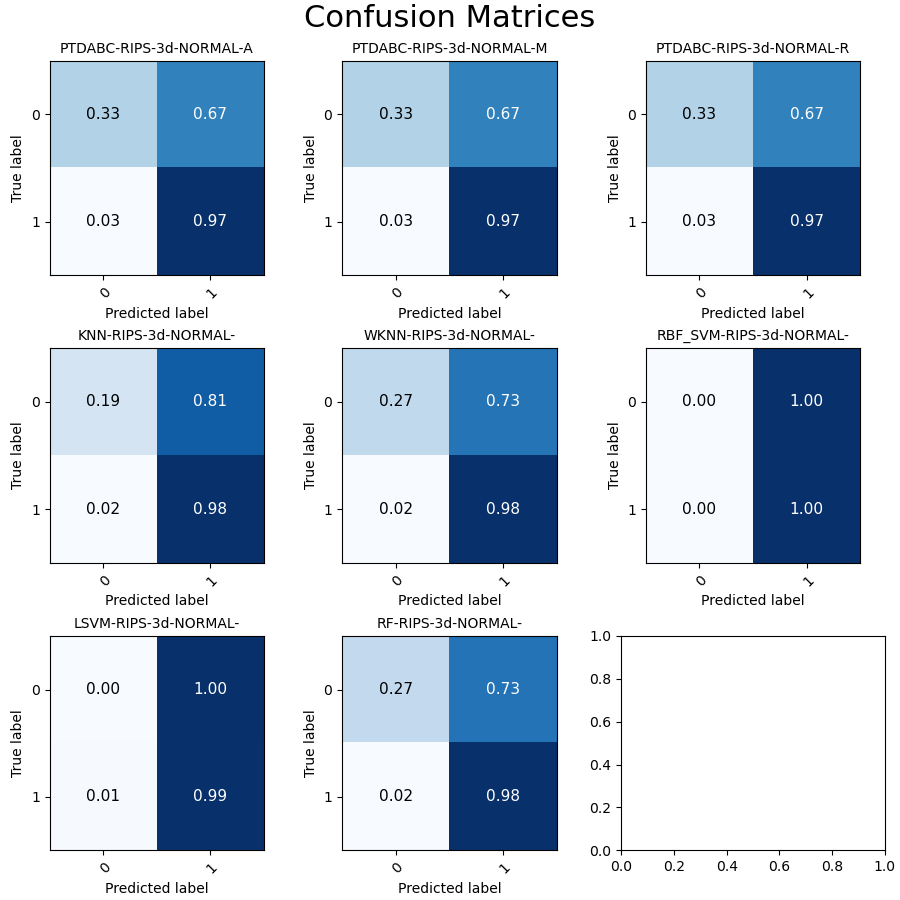 Confusion Matrices
PTDABC-RIPS-3d-NORMAL-A
True label
0
0.33
0.67
1
0.03
0.97
0
1
Predicted label
PTDABC-RIPS-3d-NORMAL-M
True label
0
0.33
0.67
1
0.03
0.97
0
1
Predicted label
PTDABC-RIPS-3d-NORMAL-R
True label
0
0.33
0.67
1
0.03
0.97
0
1
Predicted label
KNN-RIPS-3d-NORMAL-
True label
0
0.19
0.81
1
0.02
0.98
0
1
Predicted label
WKNN-RIPS-3d-NORMAL-
True label
0
0.27
0.73
1
0.02
0.98
0
1
Predicted label
RBF_SVM-RIPS-3d-NORMAL-
True label
0
0.00
1.00
1
0.00
1.00
0
1
Predicted label
LSVM-RIPS-3d-NORMAL-
True label
0
0.00
1.00
1
0.01
0.99
0
1
Predicted label
RF-RIPS-3d-NORMAL-
True label
0
0.27
0.73
1
0.02
0.98
0
1
Predicted label
1.0
0.8
0.6
0.4
0.2
0.0
0.0 0.2 0.4 0.6 0.8 1.0